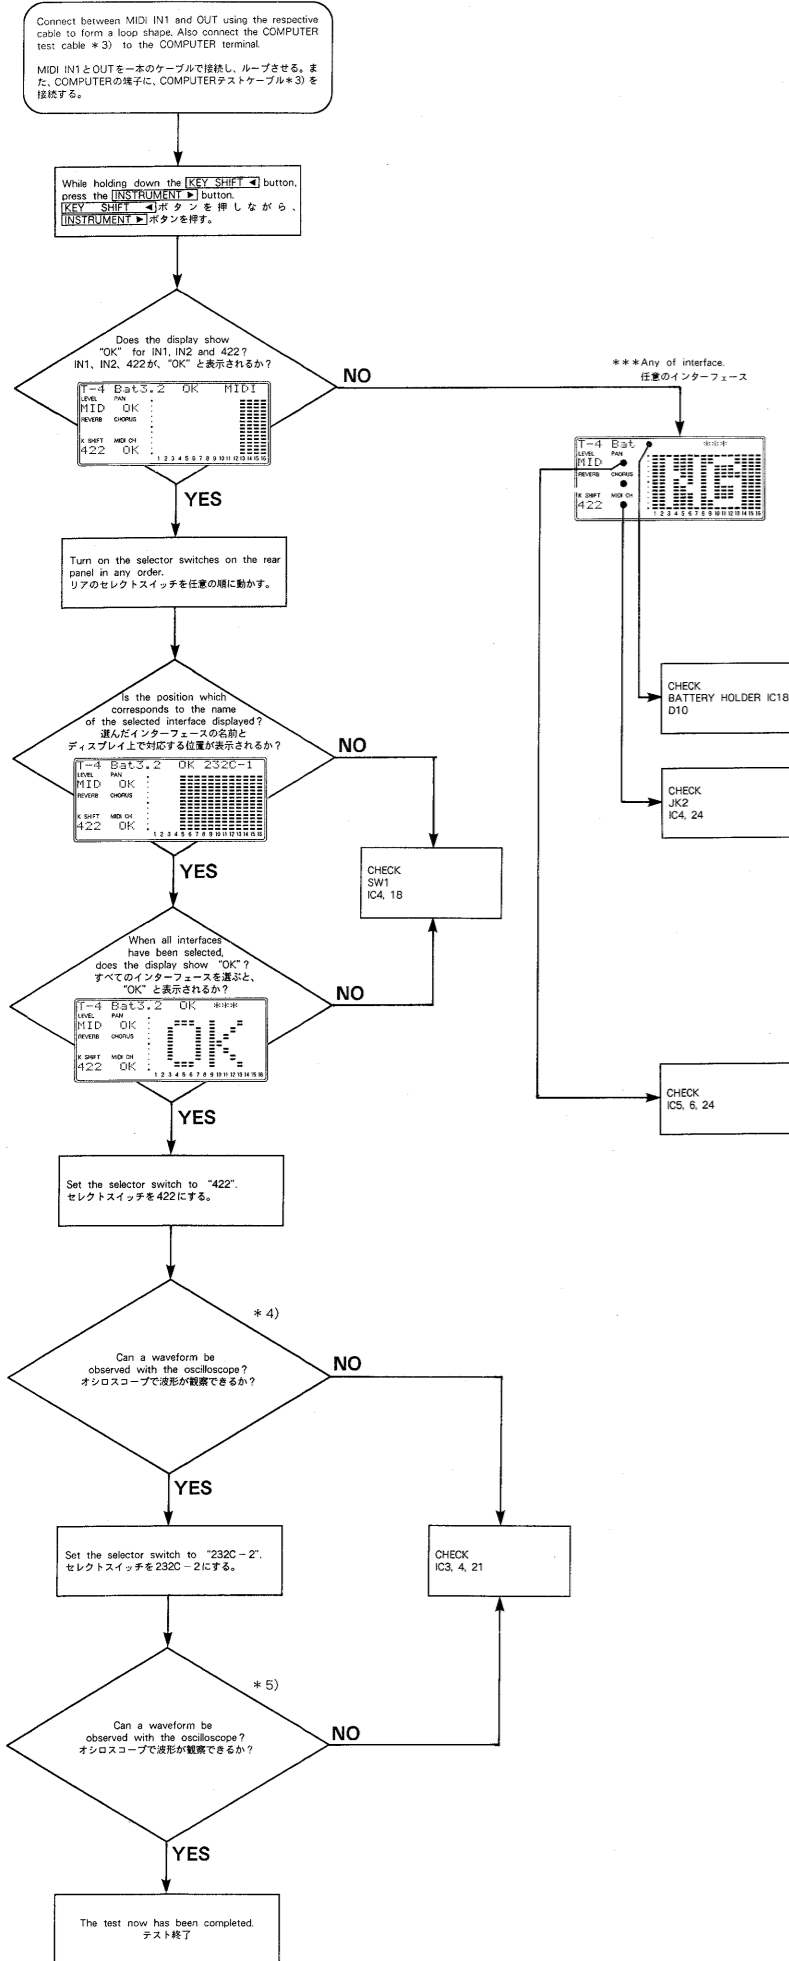 Connect between MIDI IN1 and OUT using the respective
cable to form a loop shape. Also connect the COMPUTER
test cable *3) to the COMPUTER terminal.
MIDI IN1とOUTを一本のケーブルで接続し、ループさせる。ま
た、COMPUTERの端子に、COMPUTERテストケーブル*3)を
接続する。
While holding down the KEY SHIFT ◀ button,
press the INSTRUMENT ▶ button.
KEY SHIFT ◀ボタンを押しながら、
INSTRUMENT ▶ボタンを押す。
Does the display show
"OK" for IN1, IN2 and 422?
IN1、IN2、422が、"OK"と表示されるか?
T-4 Bat3.2 OK MIDI
LEVEL PAN
MID OK
REVERB CHORUS
K SHIFT MIDI CH
422 OK
1 2 3 4 5 6 7 8 9 10 11 12 13 14 15 16
NO
***Any of interface.
任意のインターフェース
T-4 Bat ***
LEVEL PAN
MID
REVERB CHORUS
K SHIFT MIDI CH
422
1 2 3 4 5 6 7 8 9 10 11 12 13 14 15 16
NG
YES
Turn on the selector switches on the rear
panel in any order.
リアのセレクトスイッチを任意の順に動かす。
Is the position which
corresponds to the name
of the selected interface displayed?
選んだインターフェースの名前と
ディスプレイ上で対応する位置が表示されるか?
T-4 Bat3.2 OK 232C-1
LEVEL PAN
MID OK
REVERB CHORUS
K SHIFT MIDI CH
422 OK
1 2 3 4 5 6 7 8 9 10 11 12 13 14 15 16
NO
CHECK
BATTERY HOLDER IC18
D10
CHECK
JK2
IC4, 24
YES
CHECK
SW1
IC4, 18
When all interfaces
have been selected,
does the display show "OK"?
すべてのインターフェースを選ぶと、
"OK"と表示されるか?
T-4 Bat3.2 OK ***
LEVEL PAN
MID OK
REVERB CHORUS
K SHIFT MIDI CH
422 OK
1 2 3 4 5 6 7 8 9 10 11 12 13 14 15 16
OK
NO
CHECK
IC5, 6, 24
YES
Set the selector switch to "422".
セレクトスイッチを422にする。
*4)
Can a waveform be
observed with the oscilloscope?
オシロスコープで波形が観察できるか?
NO
YES
Set the selector switch to "232C-2".
セレクトスイッチを232C-2にする。
CHECK
IC3, 4, 21
*5)
Can a waveform be
observed with the oscilloscope?
オシロスコープで波形が観察できるか?
NO
YES
The test now has been completed.
テスト終了